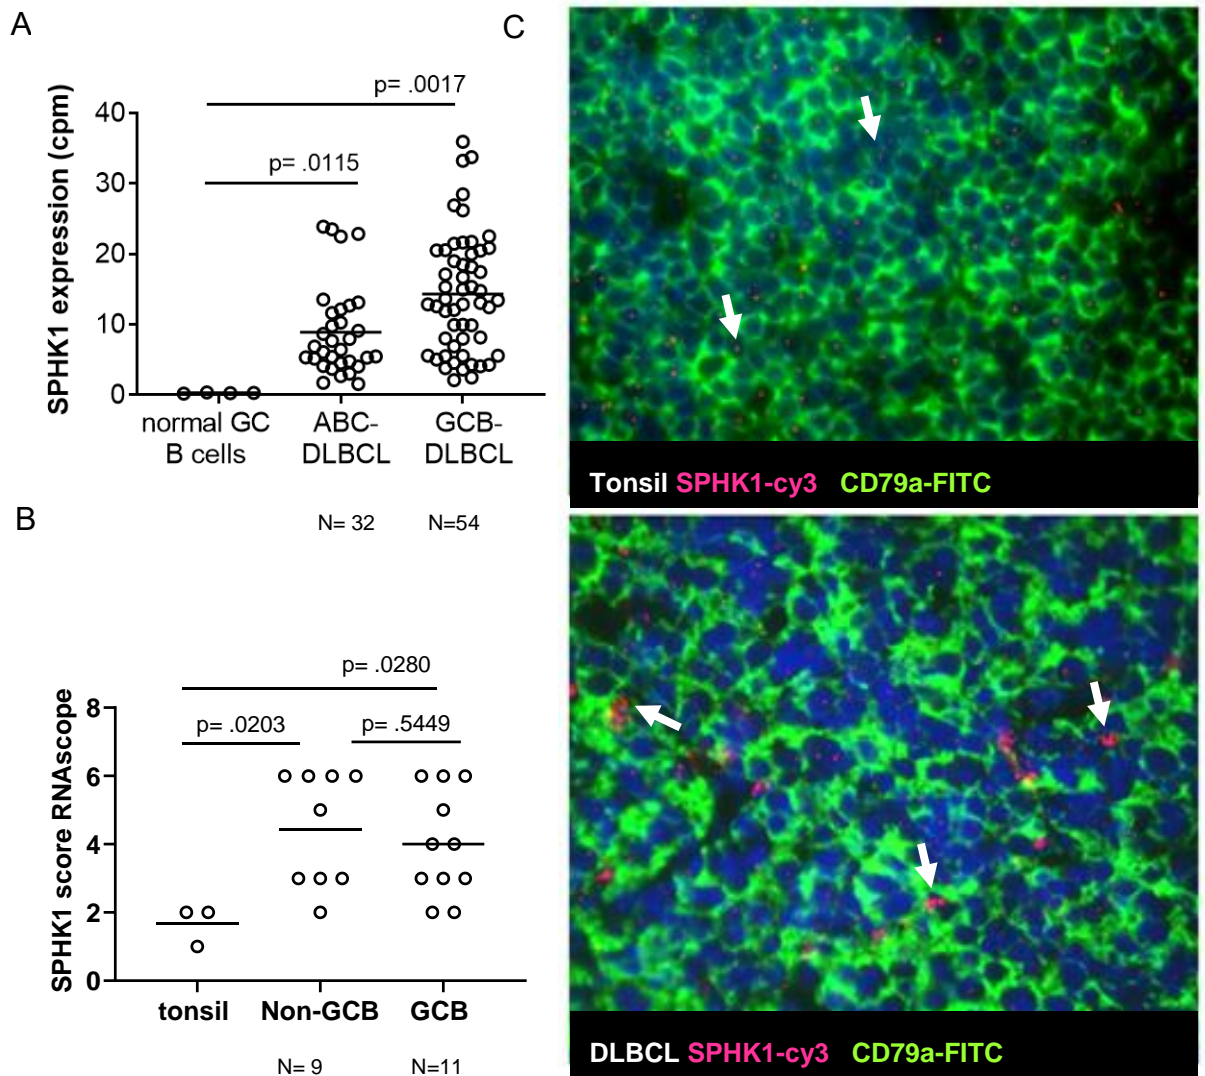 A
SPHK1 expression (cpm)
p= .0017
p= .0115
40
30
20
10
0
normal GC
B cells
ABC-
DLBCL
GCB-
DLBCL
N= 32
N=54
B
SPHK1 score RNAscope
p= .0280
p= .0203
p= .5449
8
6
4
2
0
tonsil
Non-GCB
GCB
N= 9
N=11
C
Tonsil SPHK1-cy3 CD79a-FITC
DLBCL SPHK1-cy3 CD79a-FITC